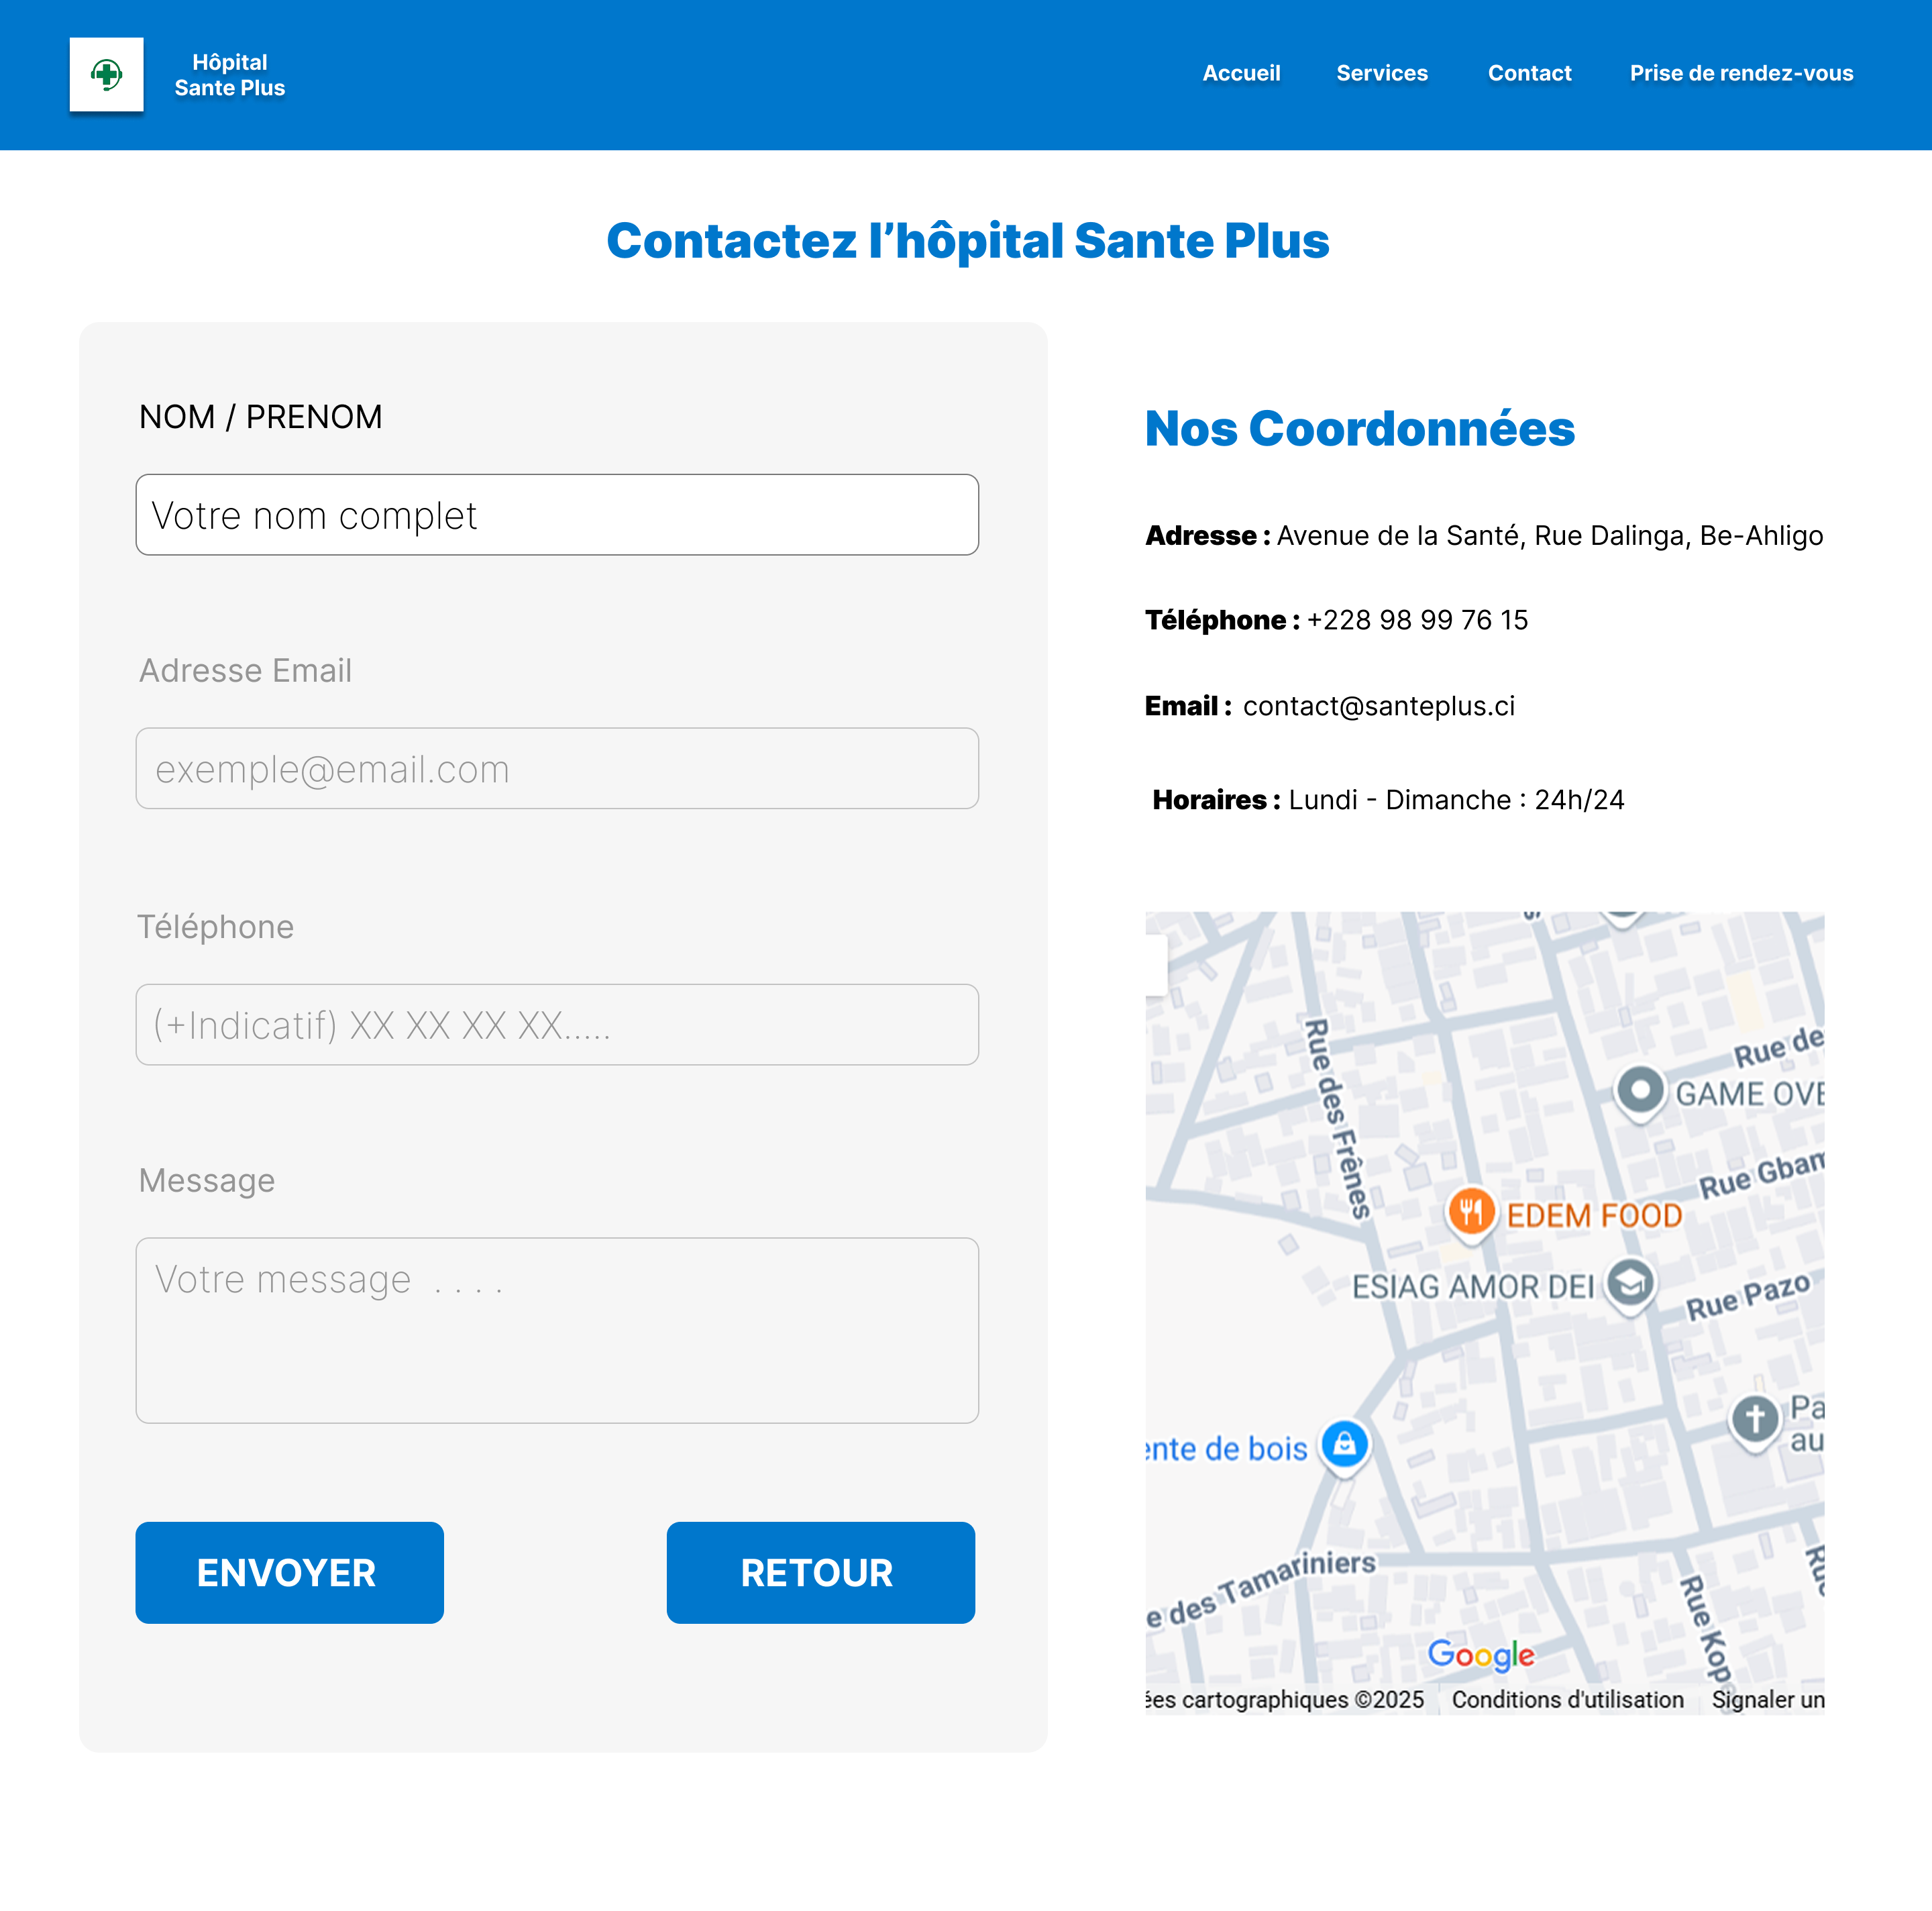 Hôpital
Sante Plus
Accueil
Services
Contact
Prise de rendez-vous
Contactez l’hôpital Sante Plus
NOM / PRENOM
Votre nom complet
Adresse Email
exemple@email.com
Téléphone
(+Indicatif) XX XX XX XX.....
Message
Votre message . . . .
ENVOYER
RETOUR
Nos Coordonnées
Adresse : Avenue de la Santé, Rue Dalinga, Be-Ahligo
Téléphone : +228 98 99 76 15
Email : contact@santeplus.ci
Horaires : Lundi - Dimanche : 24h/24
Rue des Frênes
Rue de
GAME OVE
Rue Gbam
EDEM FOOD
ESIAG AMOR DEI
Rue Pazo
Pa
au
ente de bois
e des Tamariniers
Rue Kop
Google
ées cartographiques ©2025
Conditions d'utilisation
Signaler un